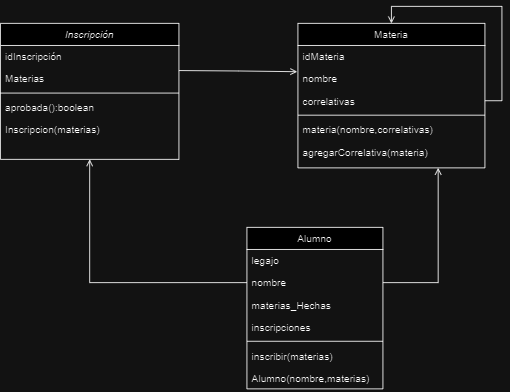 Inscripción
idInscripción
Materias
aprobada():boolean
Inscripcion(materias)
Materia
idMateria
nombre
correlativas
materia(nombre,correlativas)
agregarCorrelativa(materia)
Alumno
legajo
nombre
materias_Hechas
inscripciones
inscribir(materias)
Alumno(nombre,materias)